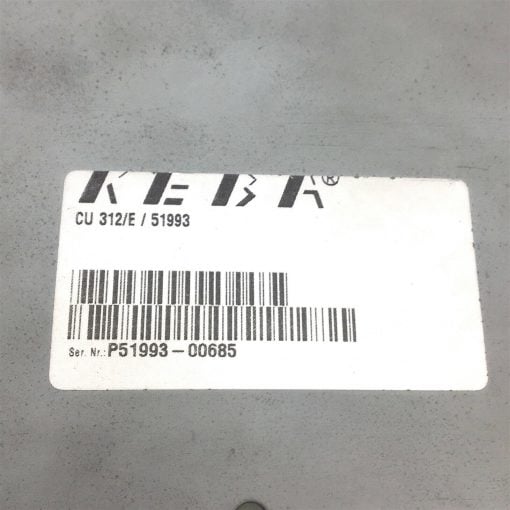 KEBA®
CU 312/E / 51993
Ser. Nr.: P51993-00685